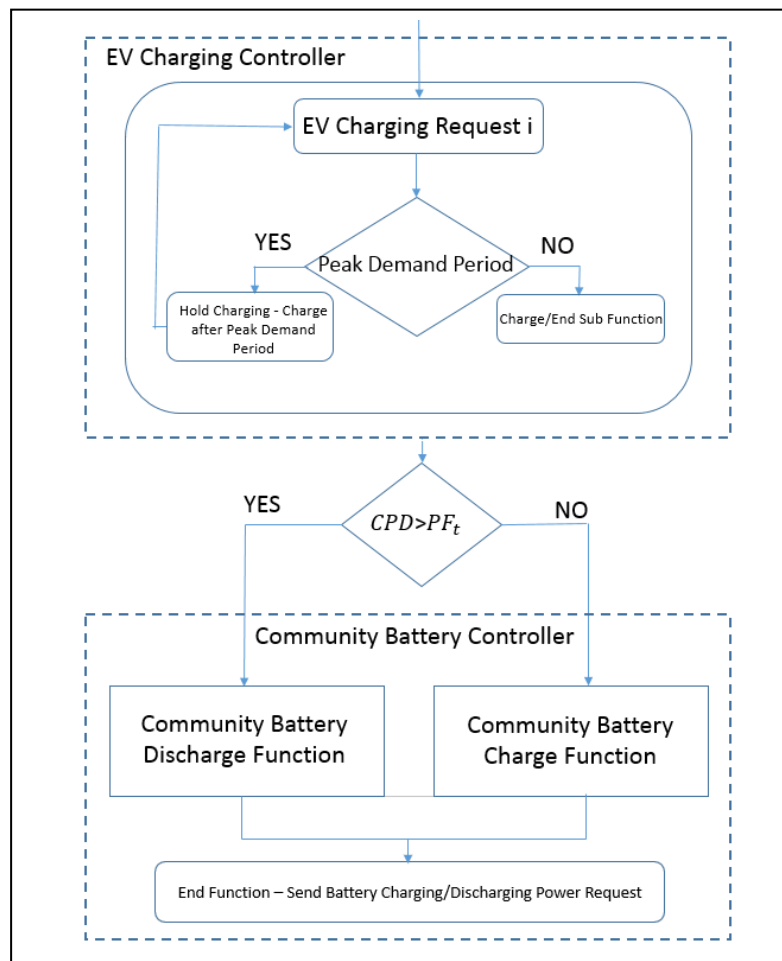 EV Charging Controller
EV Charging Request i
YES
NO
Peak Demand Period
Hold Charging - Charge
after Peak Demand
Period
Charge/End Sub Function
YES
NO
CPD>PFₜ
Community Battery Controller
Community Battery
Discharge Function
Community Battery
Charge Function
End Function – Send Battery Charging/Discharging Power Request